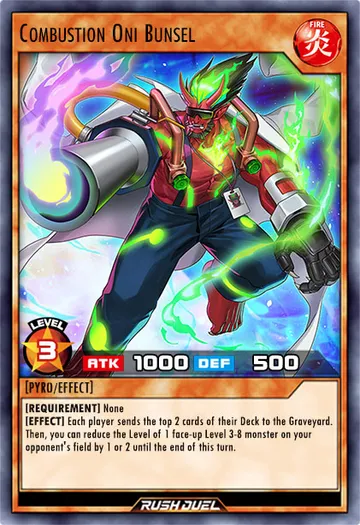 COMBUSTION ONI BUNSEL
FIRE
炎
LEVEL
3
ATK 1000 DEF 500
[PYRO/EFFECT]
[REQUIREMENT] None
[EFFECT] Each player sends the top 2 cards of their Deck to the Graveyard.
Then, you can reduce the Level of 1 face-up Level 3-8 monster on your
opponent's field by 1 or 2 until the end of this turn.
RUSH DUEL